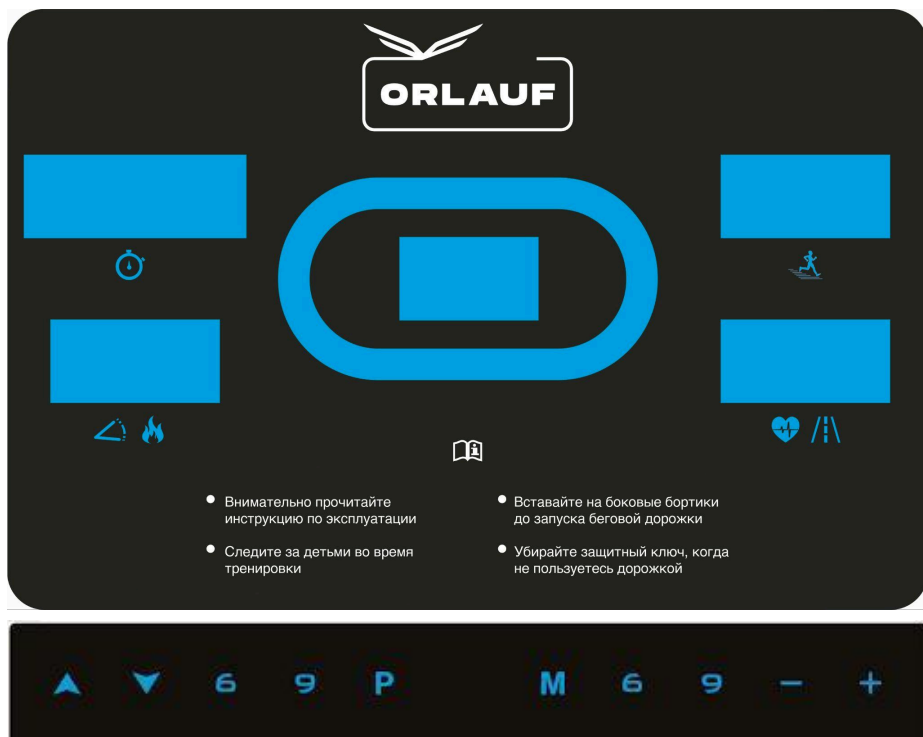 ORLAUF
Внимательно прочитайте
инструкцию по эксплуатации
Следите за детьми во время
тренировки
Вставайте на боковые бортики
до запуска беговой дорожки
Убирайте защитный ключ, когда
не пользуетесь дорожкой
6 9 P M 6 9 − +